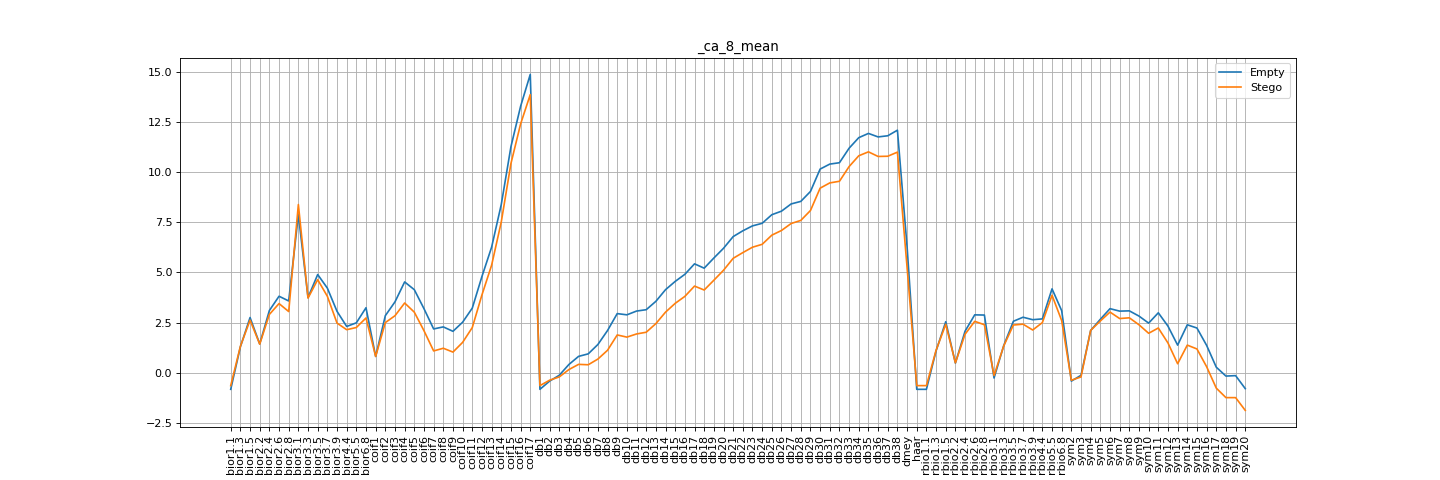 _ca_8_mean
15.0
12.5
10.0
7.5
5.0
2.5
0.0
−2.5
Empty
Stego
bior1.1
bior1.3
bior1.5
bior2.2
bior2.4
bior2.6
bior2.8
bior3.1
bior3.3
bior3.5
bior3.7
bior3.9
bior4.4
bior5.5
bior6.8
coif1
coif2
coif3
coif4
coif5
coif6
coif7
coif8
coif9
coif10
coif11
coif12
coif13
coif14
coif15
coif16
coif17
db1
db2
db3
db4
db5
db6
db7
db8
db9
db10
db11
db12
db13
db14
db15
db16
db17
db18
db19
db20
db21
db22
db23
db24
db25
db26
db27
db28
db29
db30
db31
db32
db33
db34
db35
db36
db37
db38
dmey
haar
rbio1.1
rbio1.3
rbio1.5
rbio2.2
rbio2.4
rbio2.6
rbio2.8
rbio3.1
rbio3.3
rbio3.5
rbio3.7
rbio3.9
rbio4.4
rbio5.5
rbio6.8
sym2
sym3
sym4
sym5
sym6
sym7
sym8
sym9
sym10
sym11
sym12
sym13
sym14
sym15
sym16
sym17
sym18
sym19
sym20